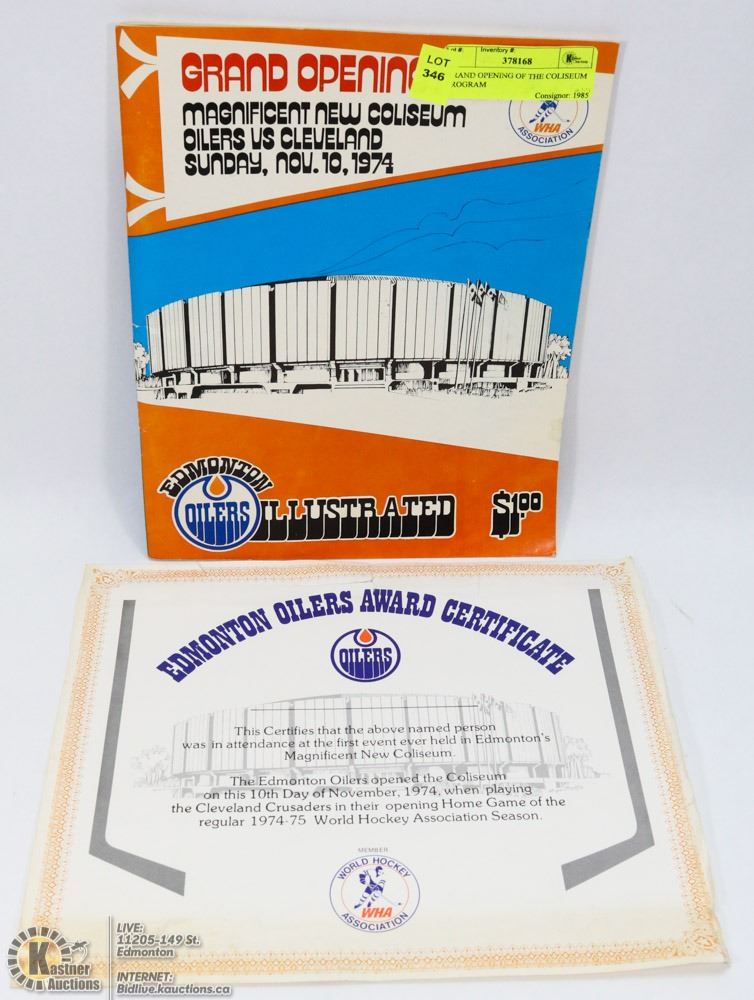 GRAND OPENING
MAGNIFICENT NEW COLISEUM
OILERS VS CLEVELAND
SUNDAY, NOV. 10, 1974
LOT
346
Inventory #:
378168
Kastner
Auctions
RAND OPENING OF THE COLISEUM
ROGRAM
Consignor: 1985
WHA
ASSOCIATION
EDMONTON
OILERS
ILLUSTRATED
$1.00
EDMONTON OILERS AWARD CERTIFICATE
OILERS
This Certifies that the above named person
was in attendance at the first event ever held in Edmonton's
Magnificent New Coliseum.
The Edmonton Oilers opened the Coliseum
on this 10th Day of November, 1974, when playing
the Cleveland Crusaders in their opening Home Game of the
regular 1974-75 World Hockey Association Season.
MEMBER
WORLD HOCKEY
WHA
ASSOCIATION
Kastner
Auctions
LIVE:
11205-149 St.
Edmonton
INTERNET:
Bidlive.kauctions.ca